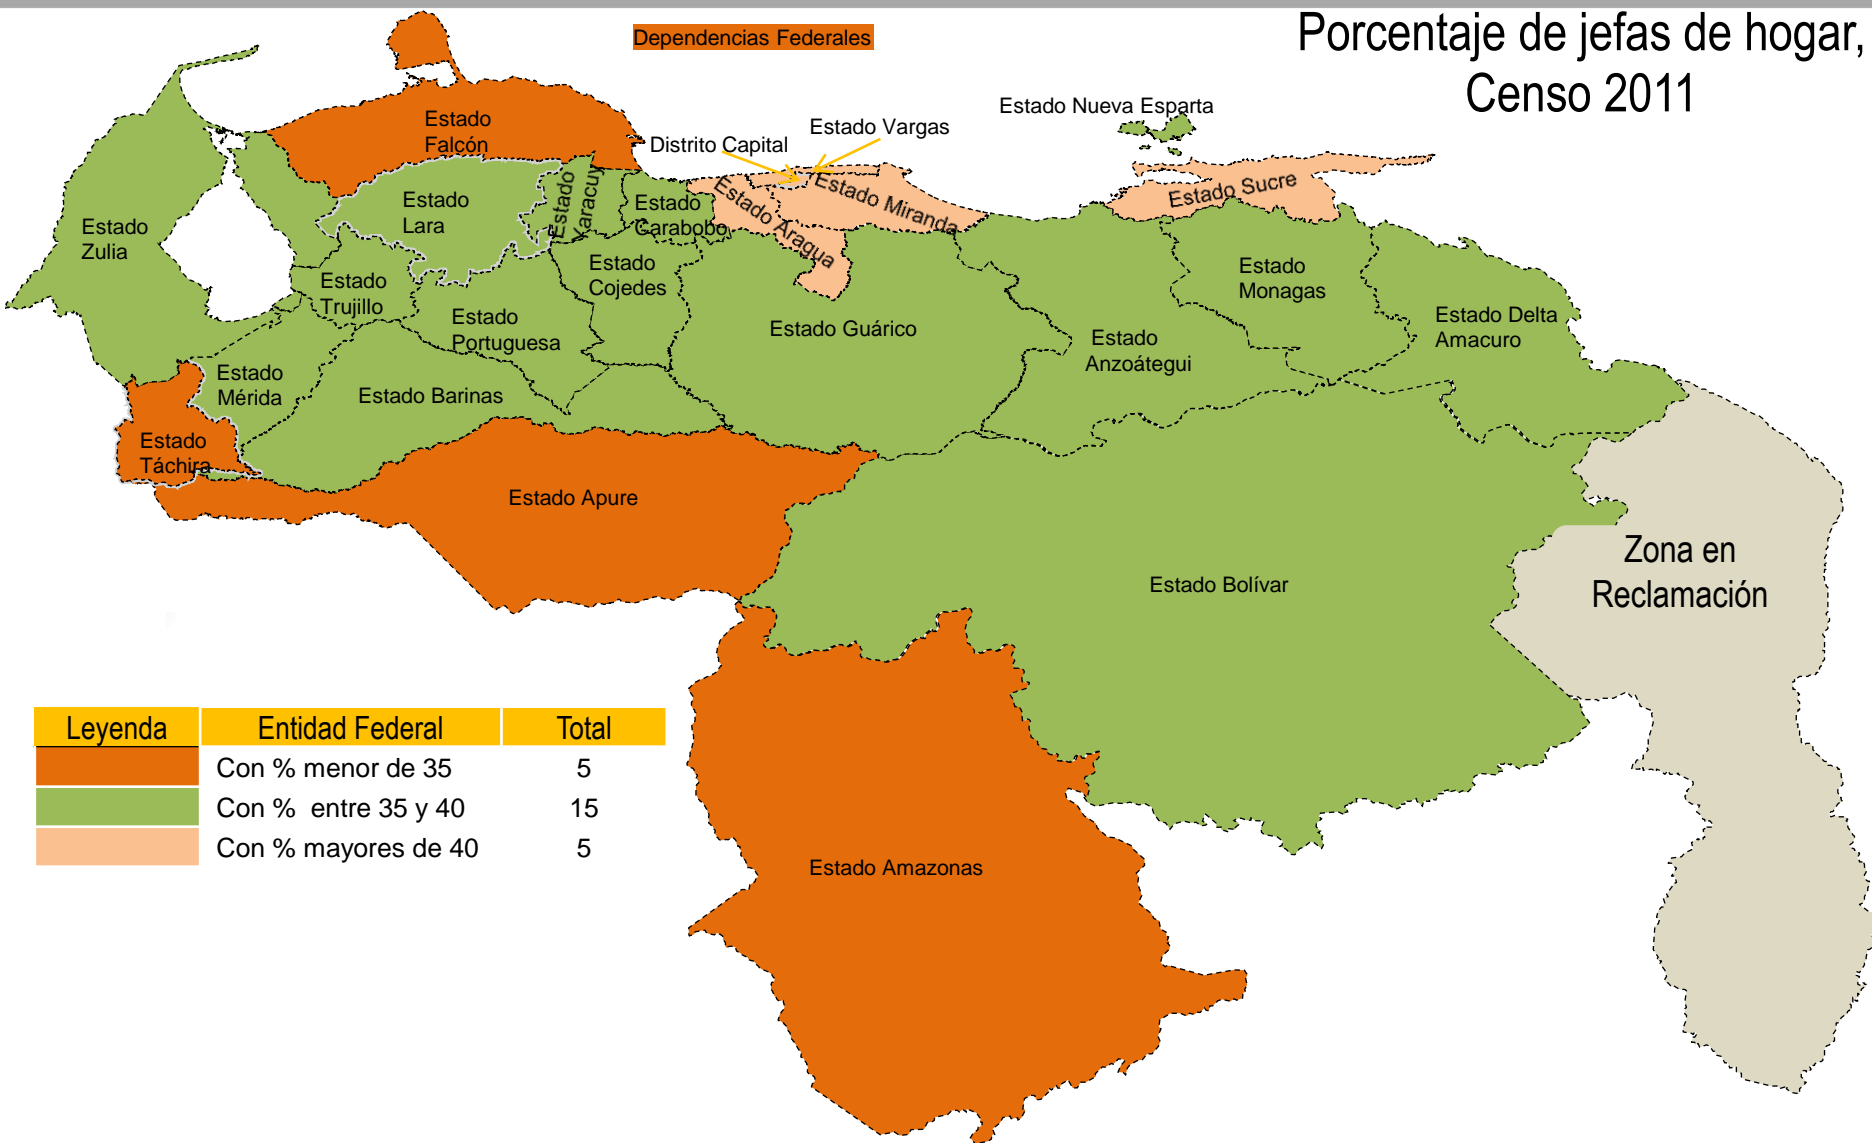 Porcentaje de jefas de hogar,
Censo 2011
Dependencias Federales
Estado Nueva Esparta
Estado Vargas
Distrito Capital
Estado
Falcón
Estado
Zulia
Estado
Lara
Estado
Yaracuy
Estado
Carabobo
Estado Aragua
Estado Miranda
Estado Sucre
Estado
Trujillo
Estado
Cojedes
Estado
Portuguesa
Estado Guárico
Estado
Anzoátegui
Estado
Monagas
Estado Delta
Amacuro
Estado
Mérida
Estado Barinas
Estado
Táchira
Estado Apure
Estado Bolívar
Zona en
Reclamación
Estado Amazonas
Leyenda Entidad Federal Total
Con % menor de 35 5
Con % entre 35 y 40 15
Con % mayores de 40 5